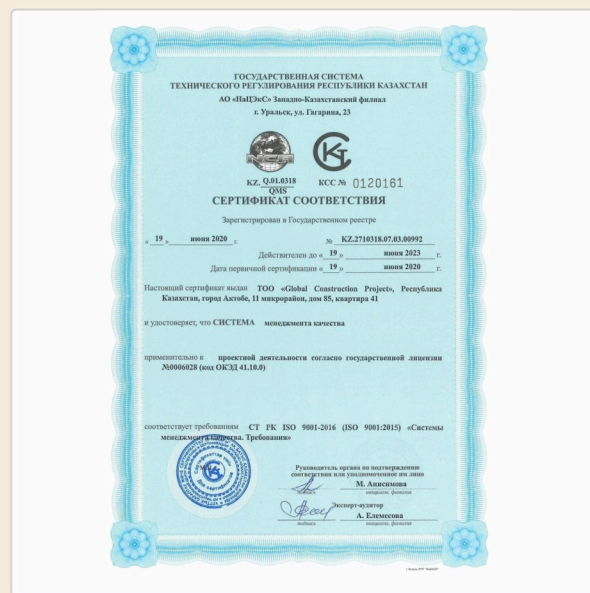 ГОСУДАРСТВЕННАЯ СИСТЕМА
ТЕХНИЧЕСКОГО РЕГУЛИРОВАНИЯ РЕСПУБЛИКИ КАЗАХСТАН
АО «НаЦЭкС» Западно-Казахстанский филиал
г. Уральск, ул. Гагарина, 23
KZ. Q.01.0318
QMS
КСС № 0120161
СЕРТИФИКАТ СООТВЕТСТВИЯ
Зарегистрирован в Государственном реестре
« 19 » июня 2020 г. № KZ.2710318.07.03.00992
Действителен до « 19 » июня 2023 г.
Дата первичной сертификации « 19 » июня 2020 г.
Настоящий сертификат выдан ТОО «Global Construction Project», Республика
Казахстан, город Актобе, 11 микрорайон, дом 85, квартира 41
и удостоверяет, что СИСТЕМА менеджмента качества
применительно к проектной деятельности согласно государственной лицензии
№0006028 (код ОКЭД 41.10.0)
соответствует требованиям СТ РК ISO 9001-2016 (ISO 9001:2015) «Системы
менеджмента качества. Требования»
Руководитель органа по подтверждению
соответствия или уполномоченное им лицо
М. Анисимова
подпись инициалы, фамилия
Эксперт-аудитор
А. Елемесова
подпись инициалы, фамилия
Для сертификатов